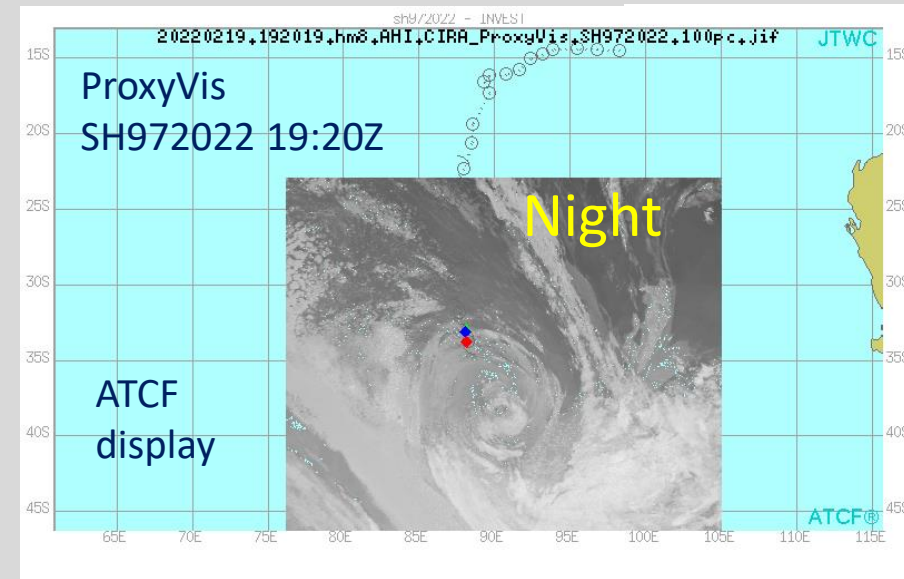 sh972022 - INVEST
20220219.192019.hm8.AHI.CIRA_ProxyVis.SH972022.100pc.jif
JTWC
15S
15S
ProxyVis
SH972022 19:20Z
20S
20S
Night
25S
25S
30S
30S
35S
35S
ATCF
display
40S
40S
45S
45S
ATCF®
65E 70E 75E 80E 85E 90E 95E 100E 105E 110E 115E